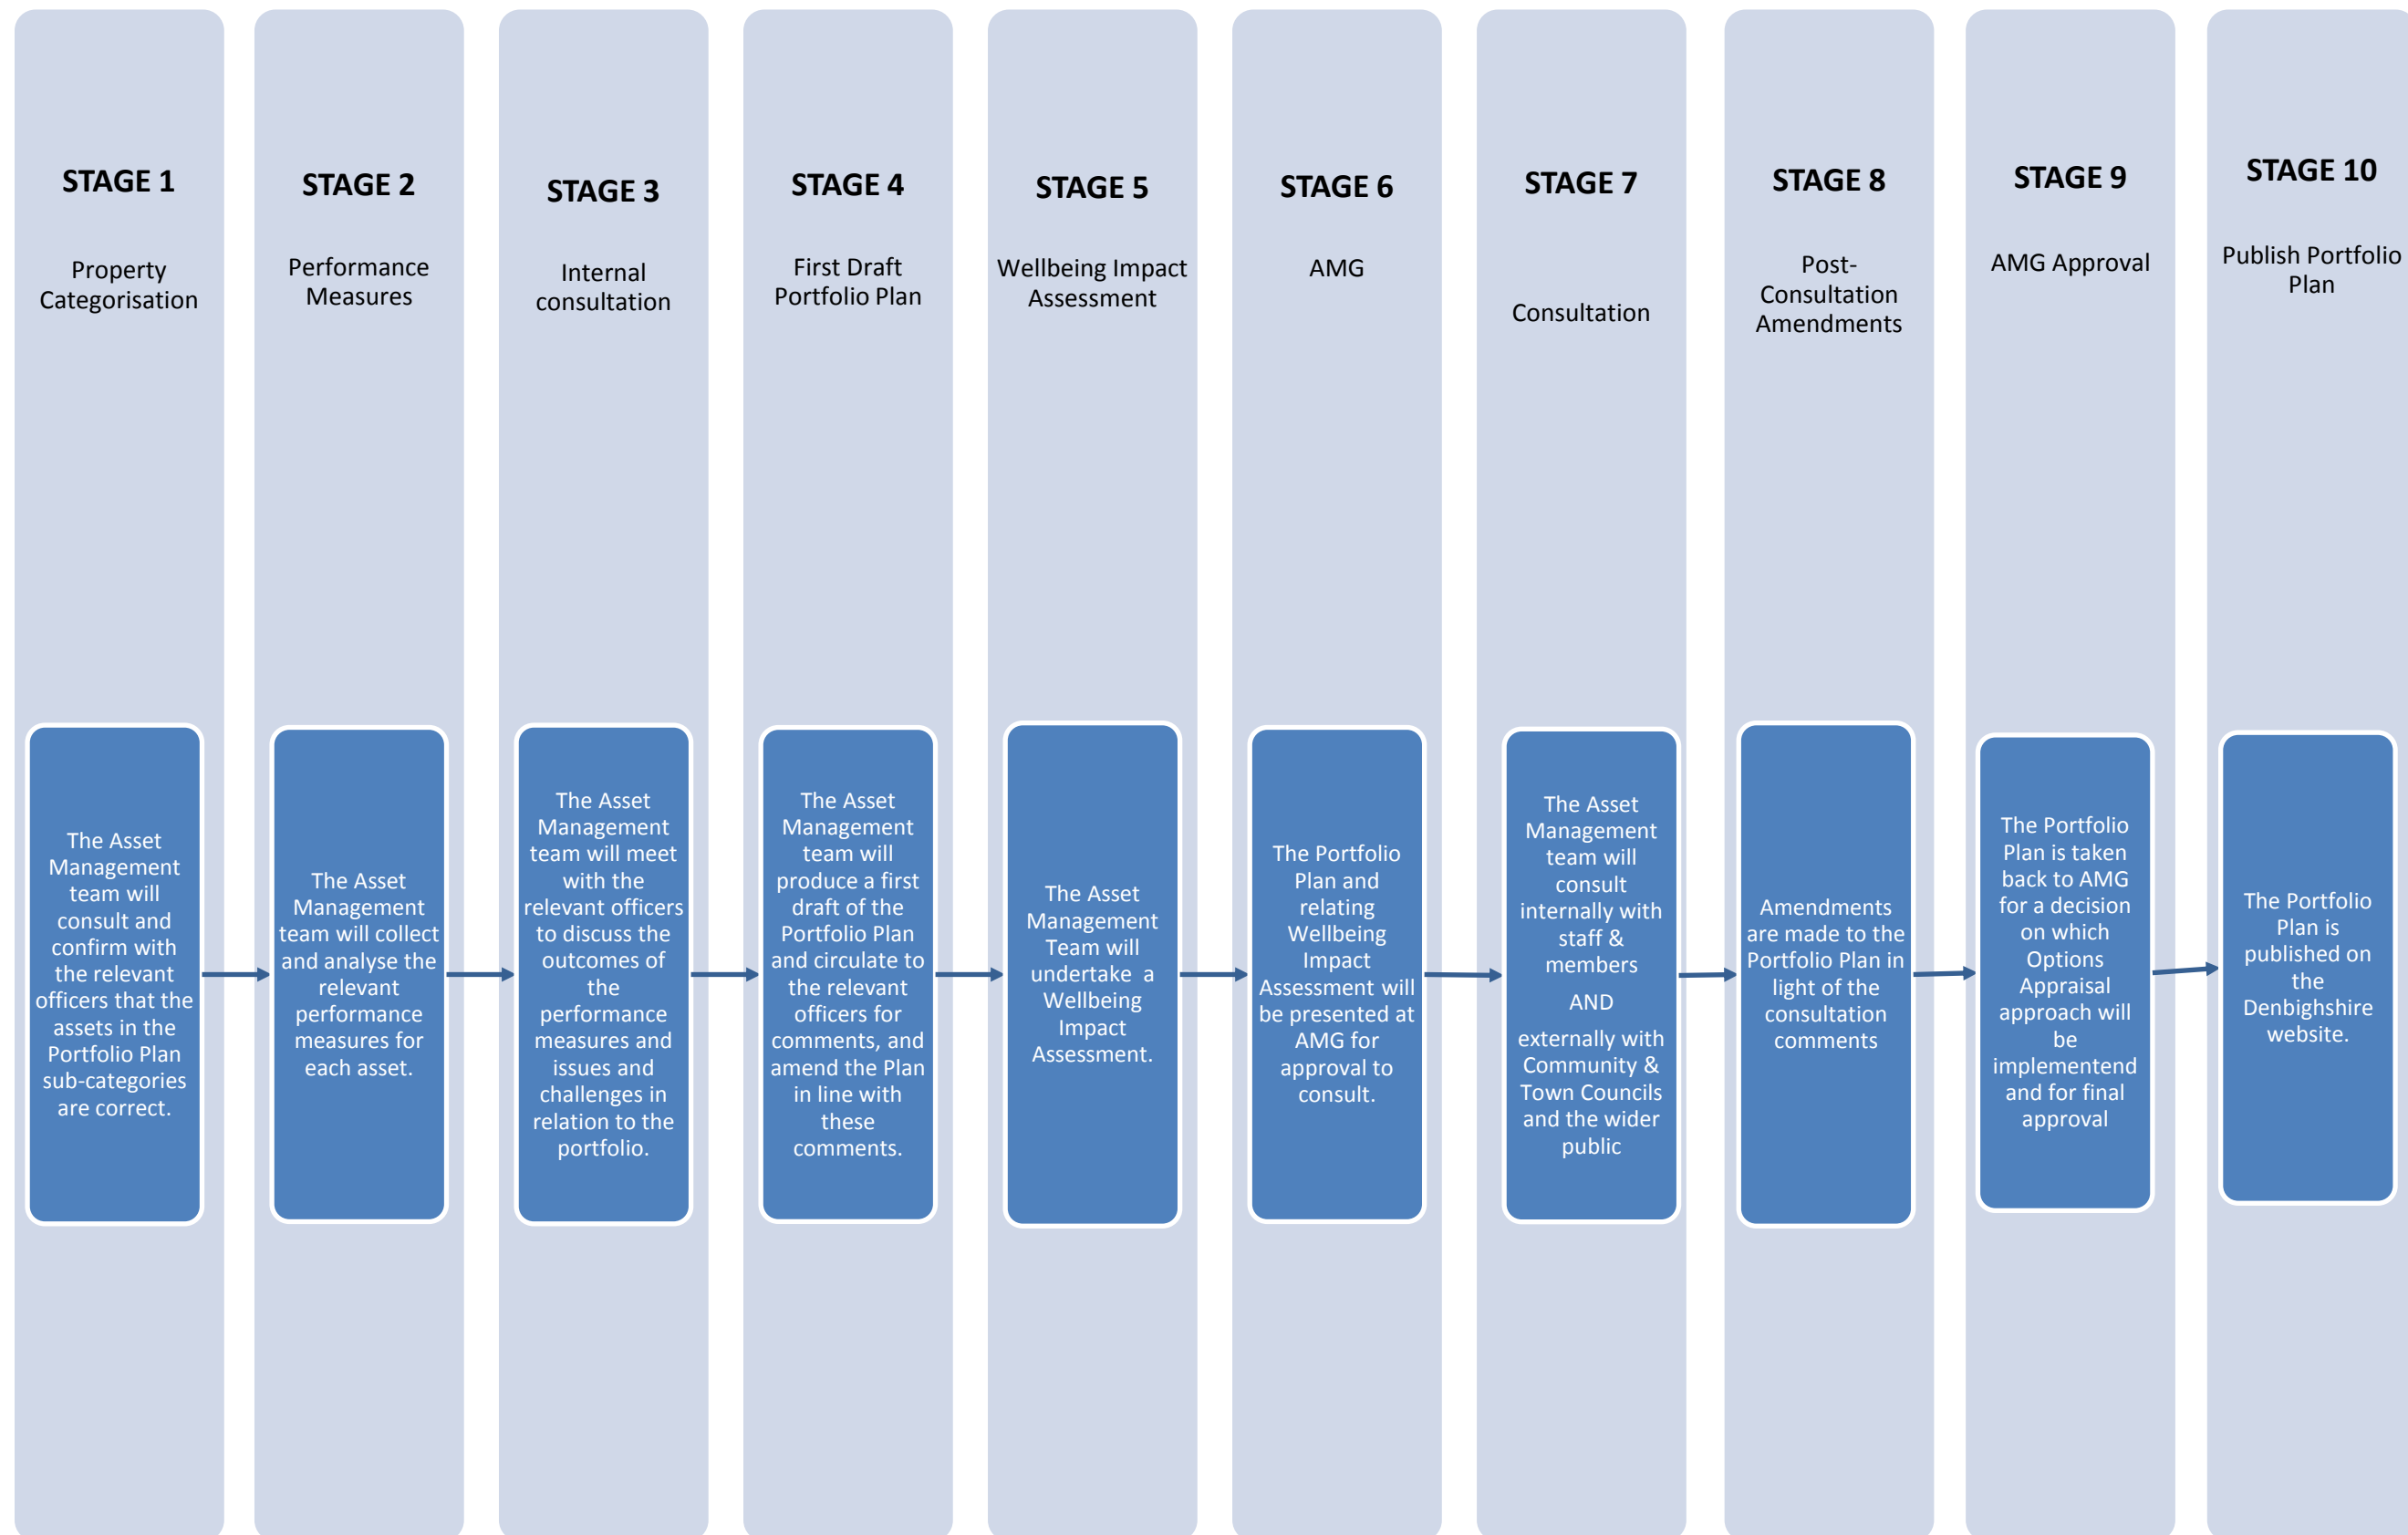 STAGE 1
Property
Categorisation
The Asset
Management
team will
consult and
confirm with
the relevant
officers that the
assets in the
Portfolio Plan
sub-categories
are correct.
STAGE 2
Performance
Measures
The Asset
Management
team will collect
and analyse the
relevant
performance
measures for
each asset.
STAGE 3
Internal
consultation
The Asset
Management
team will meet
with the
relevant officers
to discuss the
outcomes of
the
performance
measures and
issues and
challenges in
relation to the
portfolio.
STAGE 4
First Draft
Portfolio Plan
The Asset
Management
team will
produce a first
draft of the
Portfolio Plan
and circulate to
the relevant
officers for
comments, and
amend the Plan
in line with
these
comments.
STAGE 5
Wellbeing Impact
Assessment
The Asset
Management
Team will
undertake a
Wellbeing
Impact
Assessment.
STAGE 6
AMG
The Portfolio
Plan and
relating
Wellbeing
Impact
Assessment will
be presented at
AMG for
approval to
consult.
STAGE 7
Consultation
The Asset
Management
team will
consult
internally with
staff &
members
AND
externally with
Community &
Town Councils
and the wider
public
STAGE 8
Post-
Consultation
Amendments
Amendments
are made to the
Portfolio Plan in
light of the
consultation
comments
STAGE 9
AMG Approval
The Portfolio
Plan is taken
back to AMG
for a decision
on which
Options
Appraisal
approach will
be
implementend
and for final
approval
STAGE 10
Publish Portfolio
Plan
The Portfolio
Plan is
published on
the
Denbighshire
website.